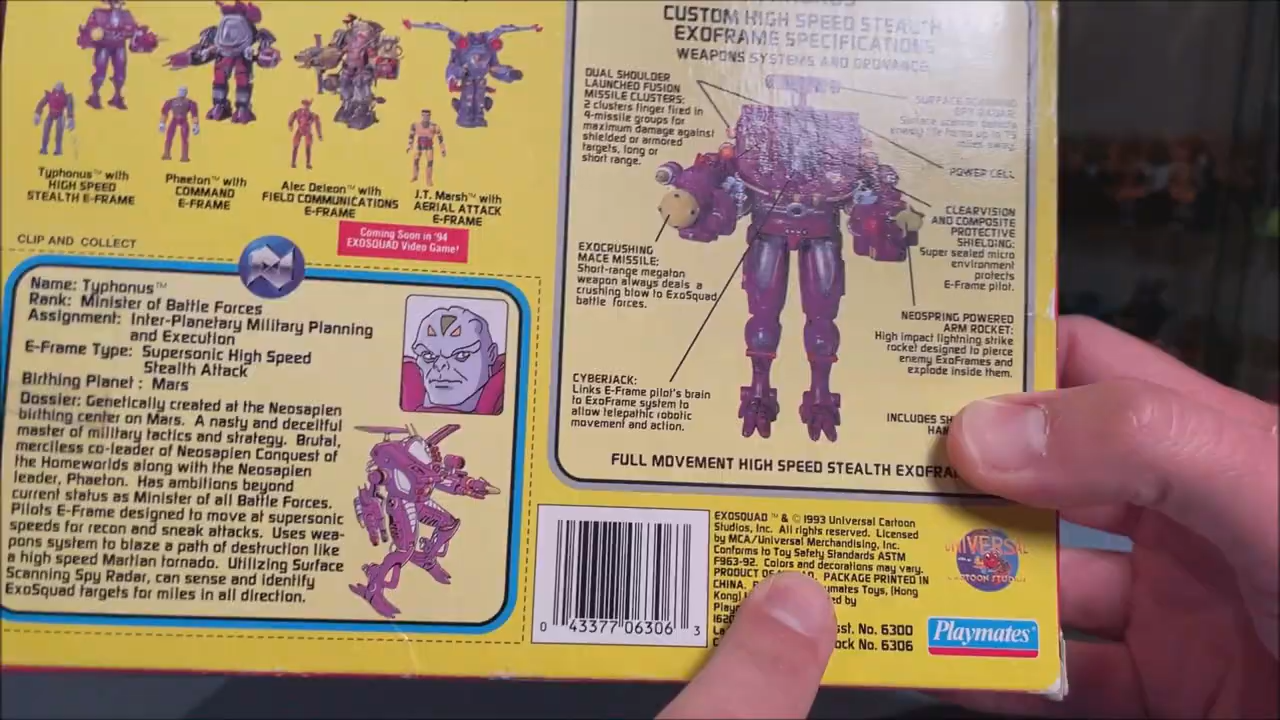 CUSTOM HIGH SPEED STEALTH
EXOFRAME SPECIFICATIONS
WEAPONS SYSTEMS AND ORDNANCE
DUAL SHOULDER
LAUNCHED FUSION
MISSILE CLUSTERS:
2 clusters finger fired in
4-missile groups for
maximum damage against
shielded or armored
targets, long or
short range.
SURFACE SCANNING
SPY RADAR:
Surface scanner detects
energy life forms up to 75
miles away.
POWER CELL
CLEARVISION
AND COMPOSITE
PROTECTIVE
SHIELDING:
Super sealed micro
environment
protects
E-Frame pilot.
EXOCRUSHING
MACE MISSILE:
Short-range megaton
weapon always deals a
crushing blow to ExoSquad
battle forces.
NEOSPRING POWERED
ARM ROCKET:
High impact lightning strike
rocket designed to pierce
enemy ExoFrames and
explode inside them.
CYBERJACK:
Links E-Frame pilot's brain
to ExoFrame system to
allow telepathic robotic
movement and action.
INCLUDES
FULL MOVEMENT HIGH SPEED STEALTH
Typhonus™ with
HIGH SPEED
STEALTH E-FRAME
Phaeton™ with
COMMAND
E-FRAME
Alec Deleon™ with
FIELD COMMUNICATIONS
E-FRAME
J.T. Marsh™ with
AERIAL ATTACK
E-FRAME
Coming Soon in '94
EXOSQUAD Video Game!
CLIP AND COLLECT
Name: Typhonus™
Rank: Minister of Battle Forces
Assignment: Inter-Planetary Military Planning
and Execution
E-Frame Type: Supersonic High Speed
Stealth Attack
Birthing Planet: Mars
Dossier: Genetically created at the Neosapien
birthing center on Mars. A nasty and deceitful
master of military tactics and strategy. Brutal,
merciless co-leader of Neosapien Conquest of
the Homeworlds along with the Neosapien
leader, Phaeton. Has ambitions beyond
current status as Minister of all Battle Forces.
Pilots E-Frame designed to move at supersonic
speeds for recon and sneak attacks. Uses wea-
pons system to blaze a path of destruction like
a high speed Martian tornado. Utilizing Surface
Scanning Spy Radar, can sense and identify
ExoSquad targets for miles in all direction.
0 43377 06306 3
EXOSQUAD™ & © 1993 Universal Cartoon
Studios, Inc. All rights reserved. Licensed
by MCA/Universal Merchandising, Inc.
Conforms to Toy Safety Standards ASTM
F963-92. Colors and decorations may vary.
PRODUCT PACKAGE PRINTED IN
CHINA. Toys, (Hong
Kong) by
No. 6300
No. 6306
UNIVERSAL
CARTOON STUDIOS
Playmates